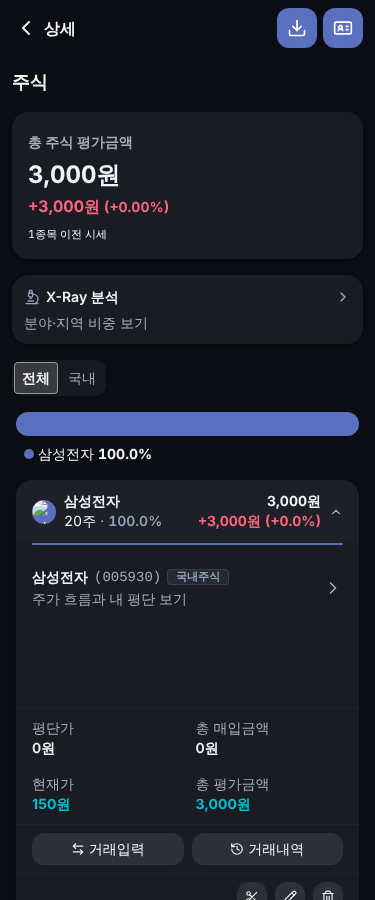 상세
주식
총 주식 평가금액
3,000원
+3,000원 (+0.00%)
1종목 이전 시세
X-Ray 분석
분야·지역 비중 보기
전체 국내
삼성전자 100.0%
삼성전자 3,000원
20주 · 100.0% +3,000원 (+0.0%)
삼성전자 (005930) 국내주식
주가 흐름과 내 평단 보기
평단가 총 매입금액
0원 0원
현재가 총 평가금액
150원 3,000원
거래입력 거래내역